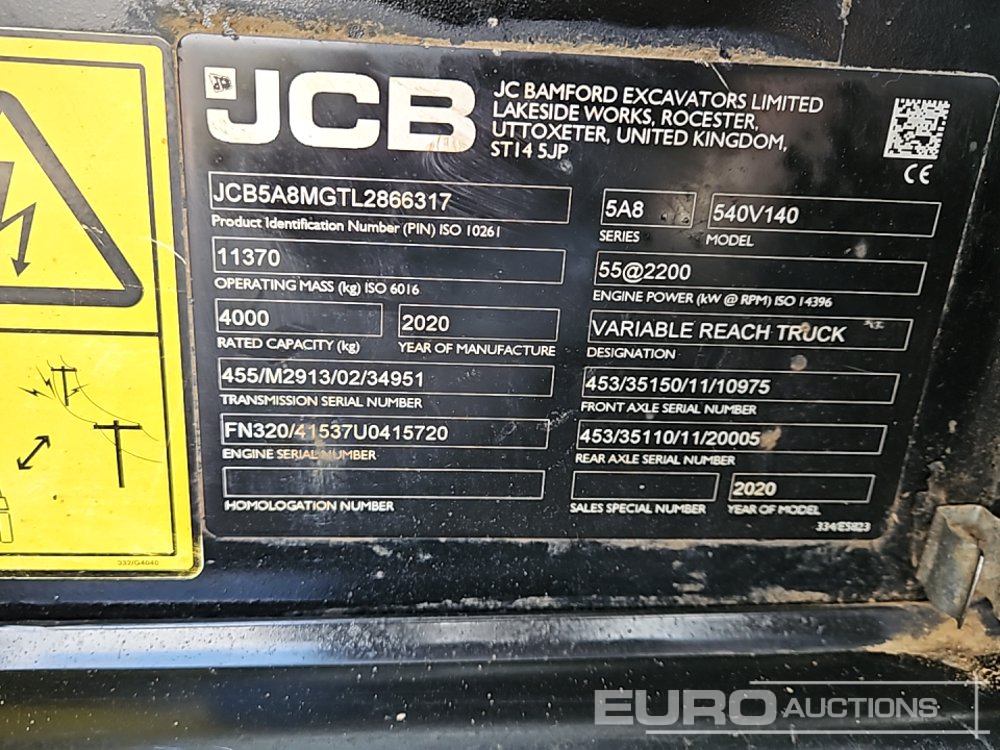 JCB
JC BAMFORD EXCAVATORS LIMITED
LAKESIDE WORKS, ROCESTER,
UTTOXETER, UNITED KINGDOM,
ST14 5JP
CE
JCB5A8MGTL2866317
Product Identification Number (PIN) ISO 10261
5A8
SERIES
540V140
MODEL
11370
OPERATING MASS (kg) ISO 6016
55@2200
ENGINE POWER (kW @ RPM) ISO 14396
4000
RATED CAPACITY (kg)
2020
YEAR OF MANUFACTURE
VARIABLE REACH TRUCK
DESIGNATION
455/M2913/02/34951
TRANSMISSION SERIAL NUMBER
453/35150/11/10975
FRONT AXLE SERIAL NUMBER
FN320/41537U0415720
ENGINE SERIAL NUMBER
453/35110/11/20005
REAR AXLE SERIAL NUMBER
HOMOLOGATION NUMBER
SALES SPECIAL NUMBER
2020
YEAR OF MODEL
334/E5823
332/G4040
EURO AUCTIONS